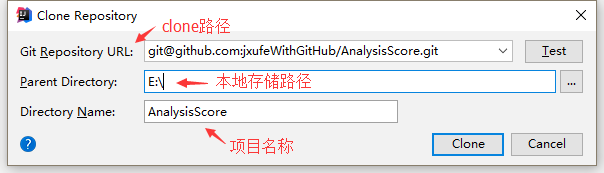 Clone Repository
clone路径
Git Repository URL: git@github.com:jxufeWithGitHub/AnalysisScore.git Test
Parent Directory: E:\ 本地存储路径 ...
Directory Name: AnalysisScore
项目名称
? Clone Cancel